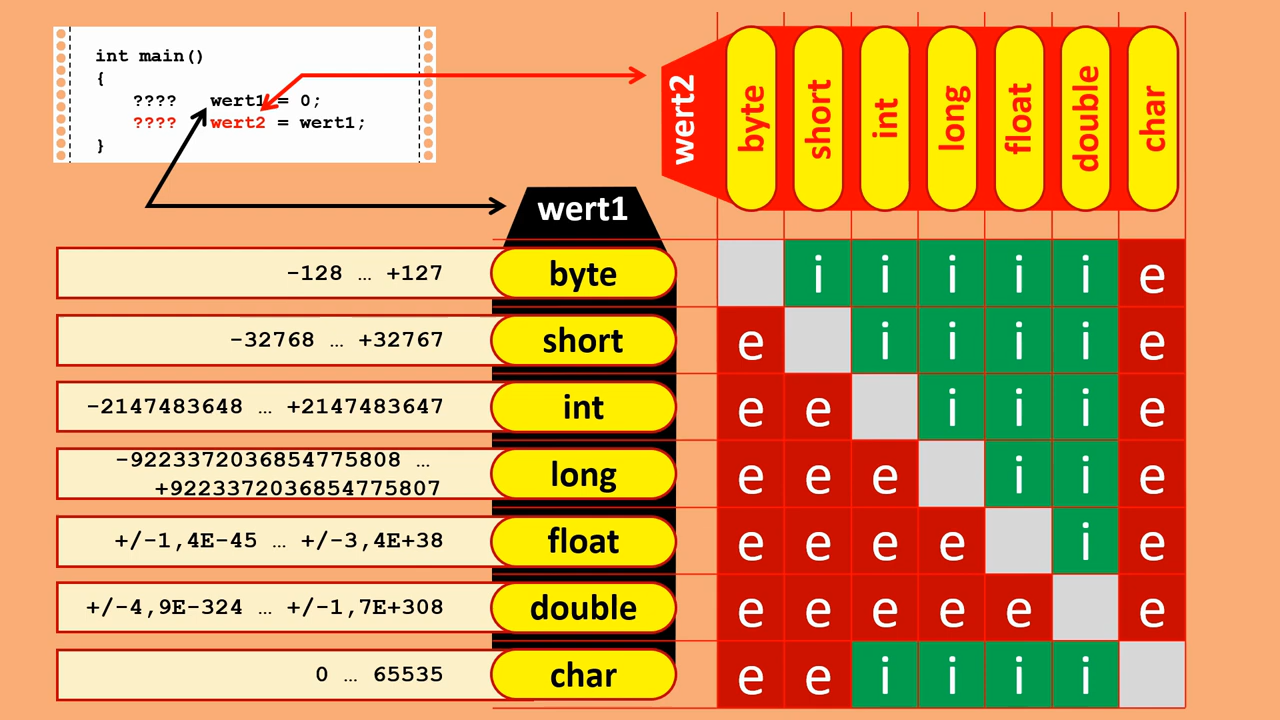 int main()
{
???? wert1 = 0;
???? wert2 = wert1;
}
wert2
byte
short
int
long
float
double
char
wert1
-128 … +127 byte i i i i i e
-32768 … +32767 short e i i i i e
-2147483648 … +2147483647 int e e i i i e
-9223372036854775808 …
+9223372036854775807 long e e e i i e
+/-1,4E-45 … +/-3,4E+38 float e e e e i e
+/-4,9E-324 … +/-1,7E+308 double e e e e e e
0 … 65535 char e e i i i i